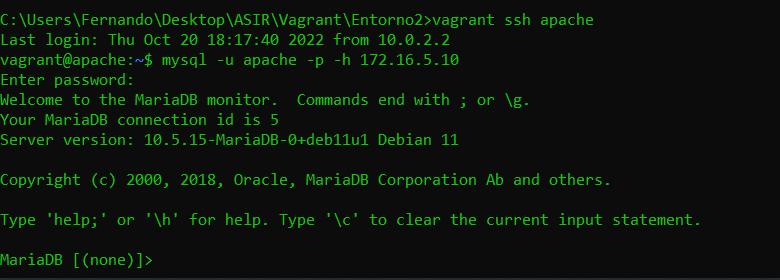 C:\Users\Fernando\Desktop\ASIR\Vagrant\Entorno2>vagrant ssh apache
Last login: Thu Oct 20 18:17:40 2022 from 10.0.2.2
vagrant@apache:~$ mysql -u apache -p -h 172.16.5.10
Enter password:
Welcome to the MariaDB monitor.  Commands end with ; or \g.
Your MariaDB connection id is 5
Server version: 10.5.15-MariaDB-0+deb11u1 Debian 11
Copyright (c) 2000, 2018, Oracle, MariaDB Corporation Ab and others.
Type 'help;' or '\h' for help. Type '\c' to clear the current input statement.
MariaDB [(none)]>